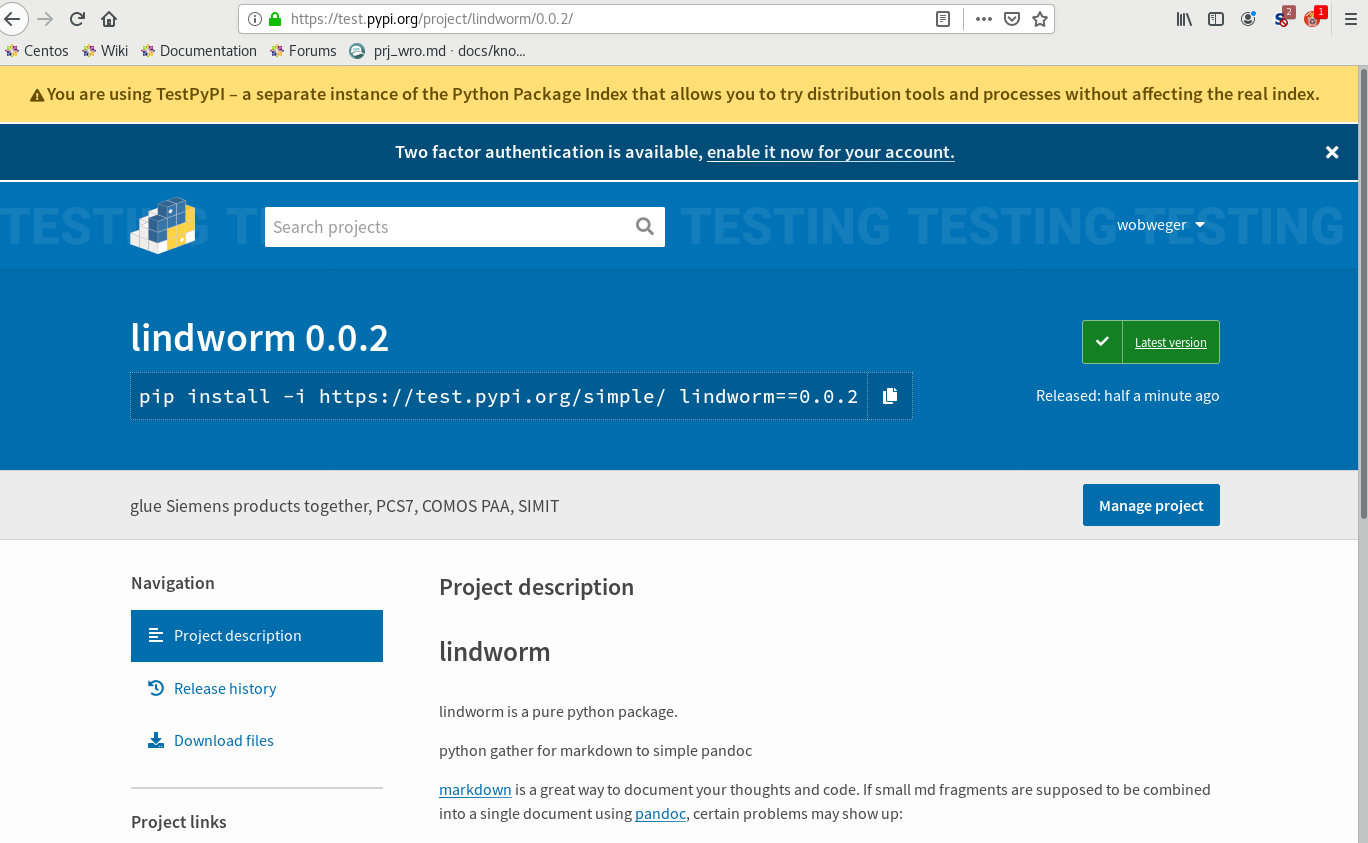 https://test.pypi.org/project/lindworm/0.0.2/
2
1
Centos
Wiki
Documentation
Forums
prj_wro.md · docs/kno...
You are using TestPyPI – a separate instance of the Python Package Index that allows you to try distribution tools and processes without affecting the real index.
Two factor authentication is available, enable it now for your account.
TESTING TESTING TESTING TESTING
Search projects
wobweger
lindworm 0.0.2
Latest version
pip install -i https://test.pypi.org/simple/ lindworm==0.0.2
Released: half a minute ago
glue Siemens products together, PCS7, COMOS PAA, SIMIT
Manage project
Navigation
Project description
Release history
Download files
Project links
Project description
lindworm
lindworm is a pure python package.
python gather for markdown to simple pandoc
markdown is a great way to document your thoughts and code. If small md fragments are supposed to be combined
into a single document using pandoc, certain problems may show up: